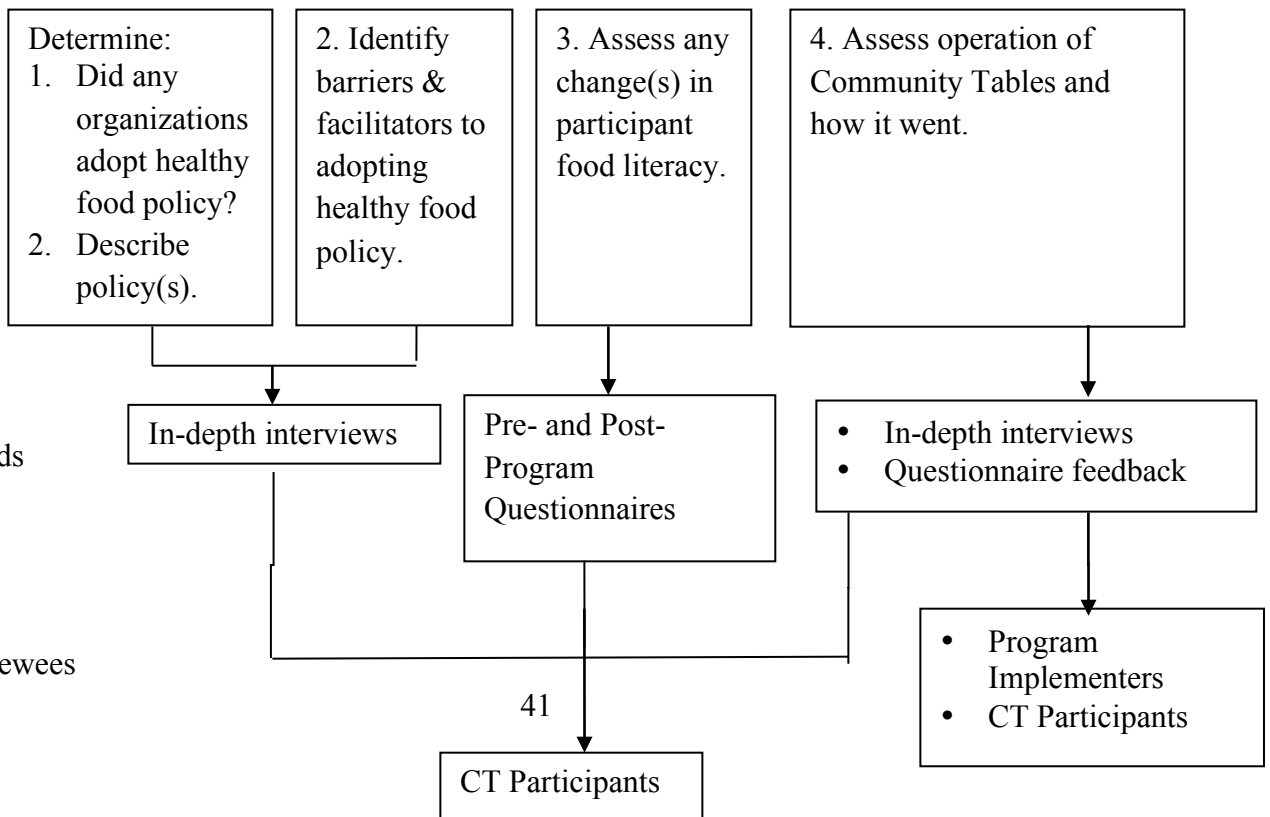 Determine:
1. Did any
organizations
adopt healthy
food policy?
2. Describe
policy(s).
2. Identify
barriers &
facilitators to
adopting
healthy food
policy.
3. Assess any
change(s) in
participant
food literacy.
4. Assess operation of
Community Tables and
how it went.
ds
In-depth interviews
Pre- and Post-
Program
Questionnaires
• In-depth interviews
• Questionnaire feedback
ewees
• Program
Implementers
• CT Participants
41
CT Participants